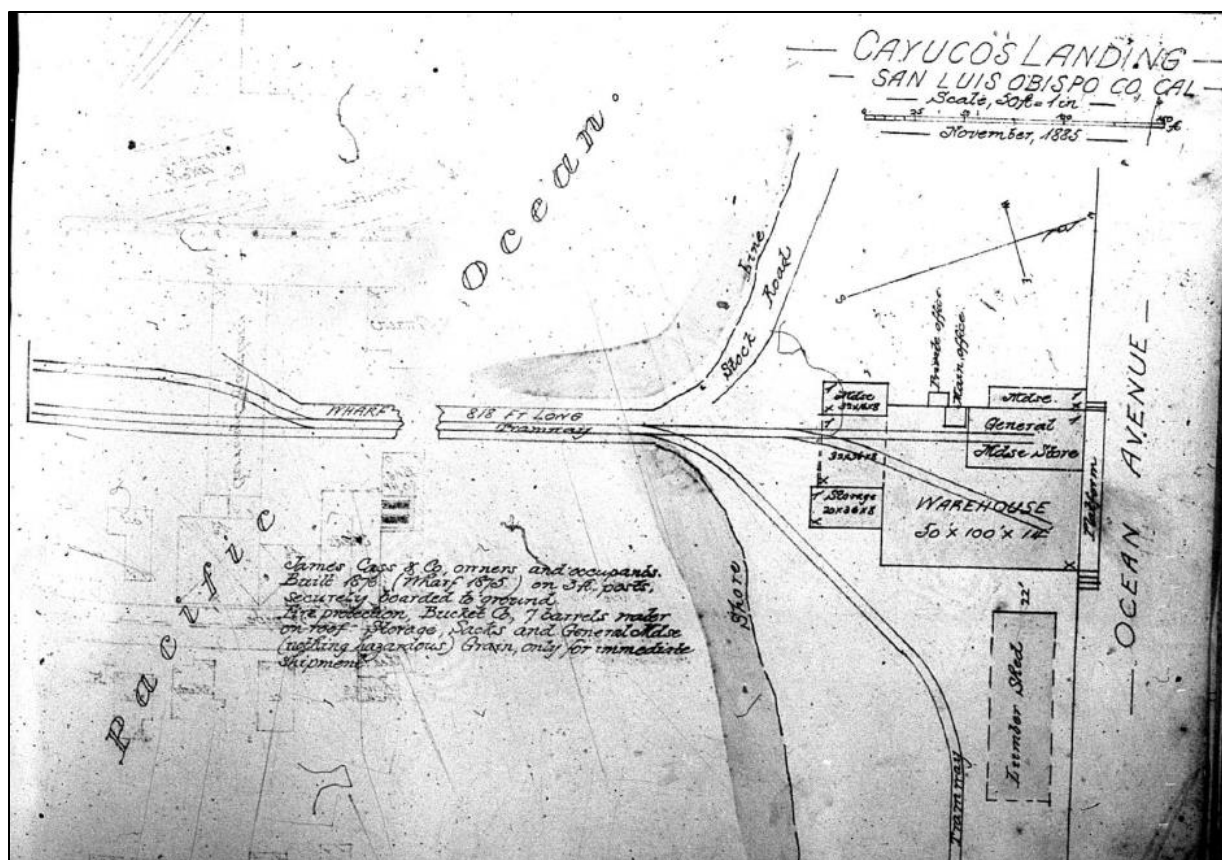 CAYUCOS LANDING
SAN LUIS OBISPO CO, CAL
Scale, 50ft = 1 in
November, 1885
Ocean
Pacific
Line
Stock Road
Shore
WHARF
818 FT LONG
Tramway
Private office
Main office
Mdse
32x16x8
Mdse.
General
Mdse Store
Storage
20x36x8
WAREHOUSE
50' x 100' x 14'
Platform
OCEAN AVENUE
22'
Lumber Shed
Tramway
James Cass & Co, owners and occupants.
Built 1876 (Wharf 1875) on 3ft. posts,
securely boarded to ground.
Fire protection, Bucket Co, 7 barrels water
on roof - Storage, Sacks and General Mdse
(nothing hazardous) Grain, only for immediate
shipment